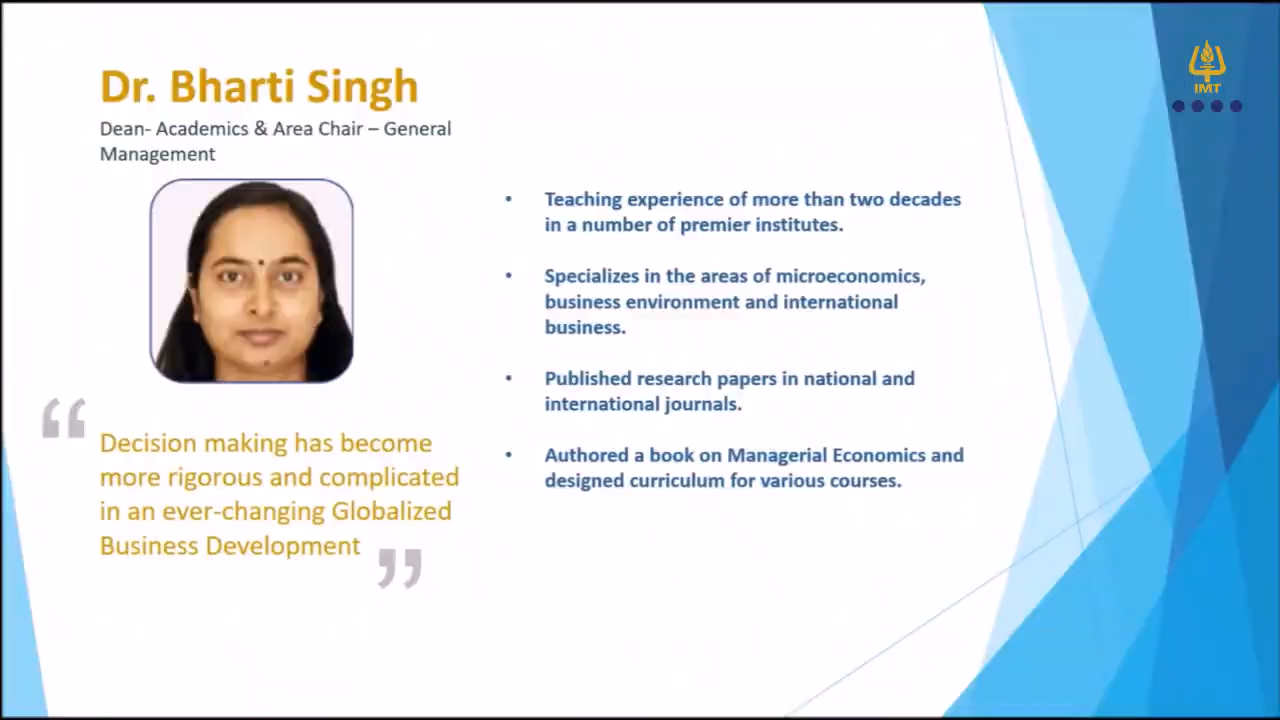 Dr. Bharti Singh
Dean- Academics & Area Chair – General
Management
“
Decision making has become
more rigorous and complicated
in an ever-changing Globalized
Business Development
”
• Teaching experience of more than two decades
in a number of premier institutes.
• Specializes in the areas of microeconomics,
business environment and international
business.
• Published research papers in national and
international journals.
• Authored a book on Managerial Economics and
designed curriculum for various courses.
IMT